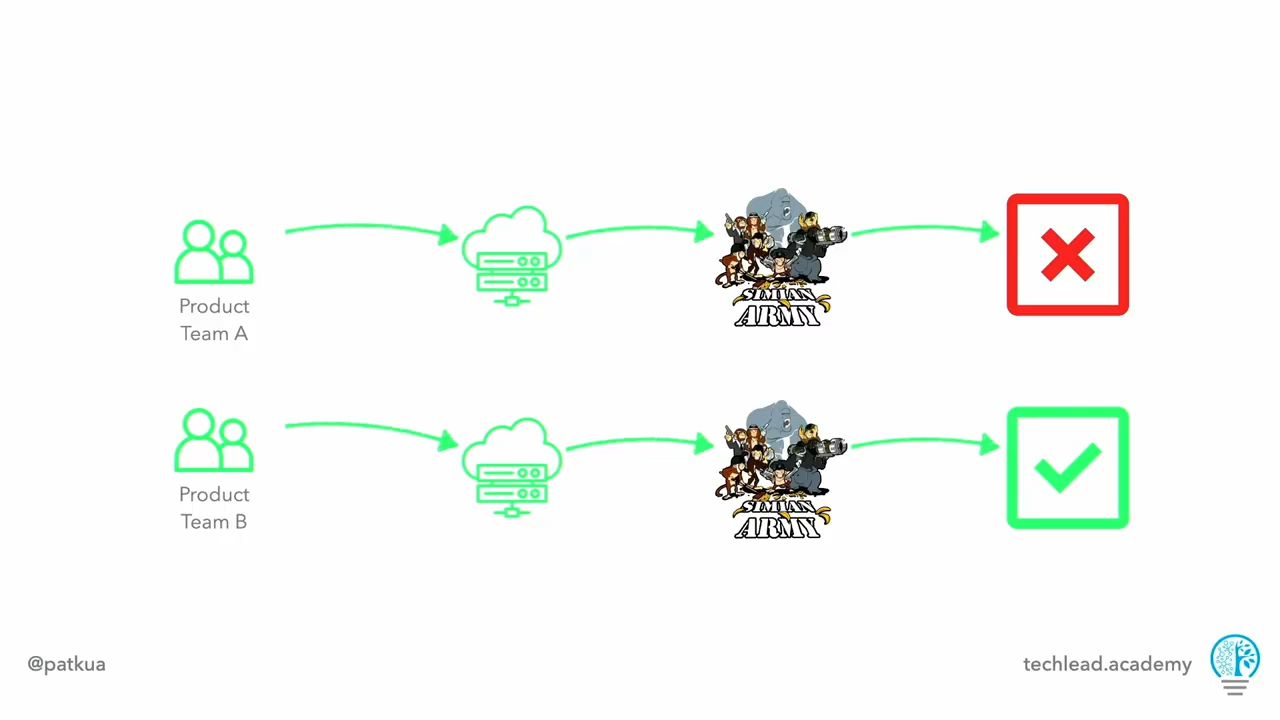 SIMIAN
ARMY
Product
Team A
SIMIAN
ARMY
Product
Team B
@patkua
techlead.academy